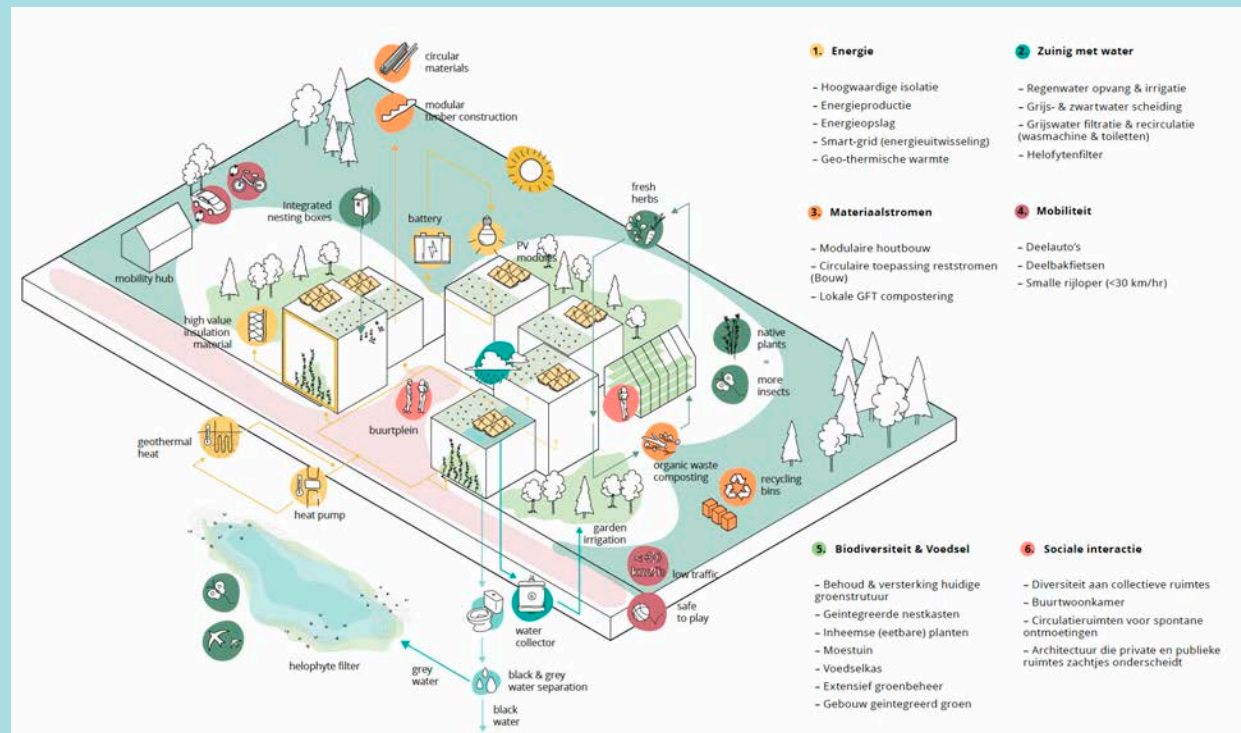 circular
materials
modular
timber construction
Integrated
nesting boxes
battery
PV
modules
fresh
herbs
mobility hub
high value
insulation
material
native
plants
=
more
insects
buurtplein
geothermal
heat
heat pump
organic waste
composting
recycling
bins
garden
irrigation
<30
km/h
low traffic
safe
to play
water
collector
helophyte filter
grey
water
black & grey
water separation
black
water
1. Energie
– Hoogwaardige isolatie
– Energieproductie
– Energieopslag
– Smart-grid (energieuitwisseling)
– Geo-thermische warmte
2. Zuinig met water
– Regenwater opvang & irrigatie
– Grijs- & zwartwater scheiding
– Grijswater filtratie & recirculatie
(wasmachine & toiletten)
– Helofytenfilter
3. Materiaalstromen
– Modulaire houtbouw
– Circulaire toepassing reststromen
(Bouw)
– Lokale GFT compostering
4. Mobiliteit
– Deelauto's
– Deelbakfietsen
– Smalle rijloper (<30 km/hr)
5. Biodiversiteit & Voedsel
– Behoud & versterking huidige
groenstrutuur
– Geintegreerde nestkasten
– Inheemse (eetbare) planten
– Moestuin
– Voedselkas
– Extensief groenbeheer
– Gebouw geintegreerd groen
6. Sociale interactie
– Diversiteit aan collectieve ruimtes
– Buurtwoonkamer
– Circulatieruimten voor spontane
ontmoetingen
– Architectuur die private en publieke
ruimtes zachtjes onderscheidt